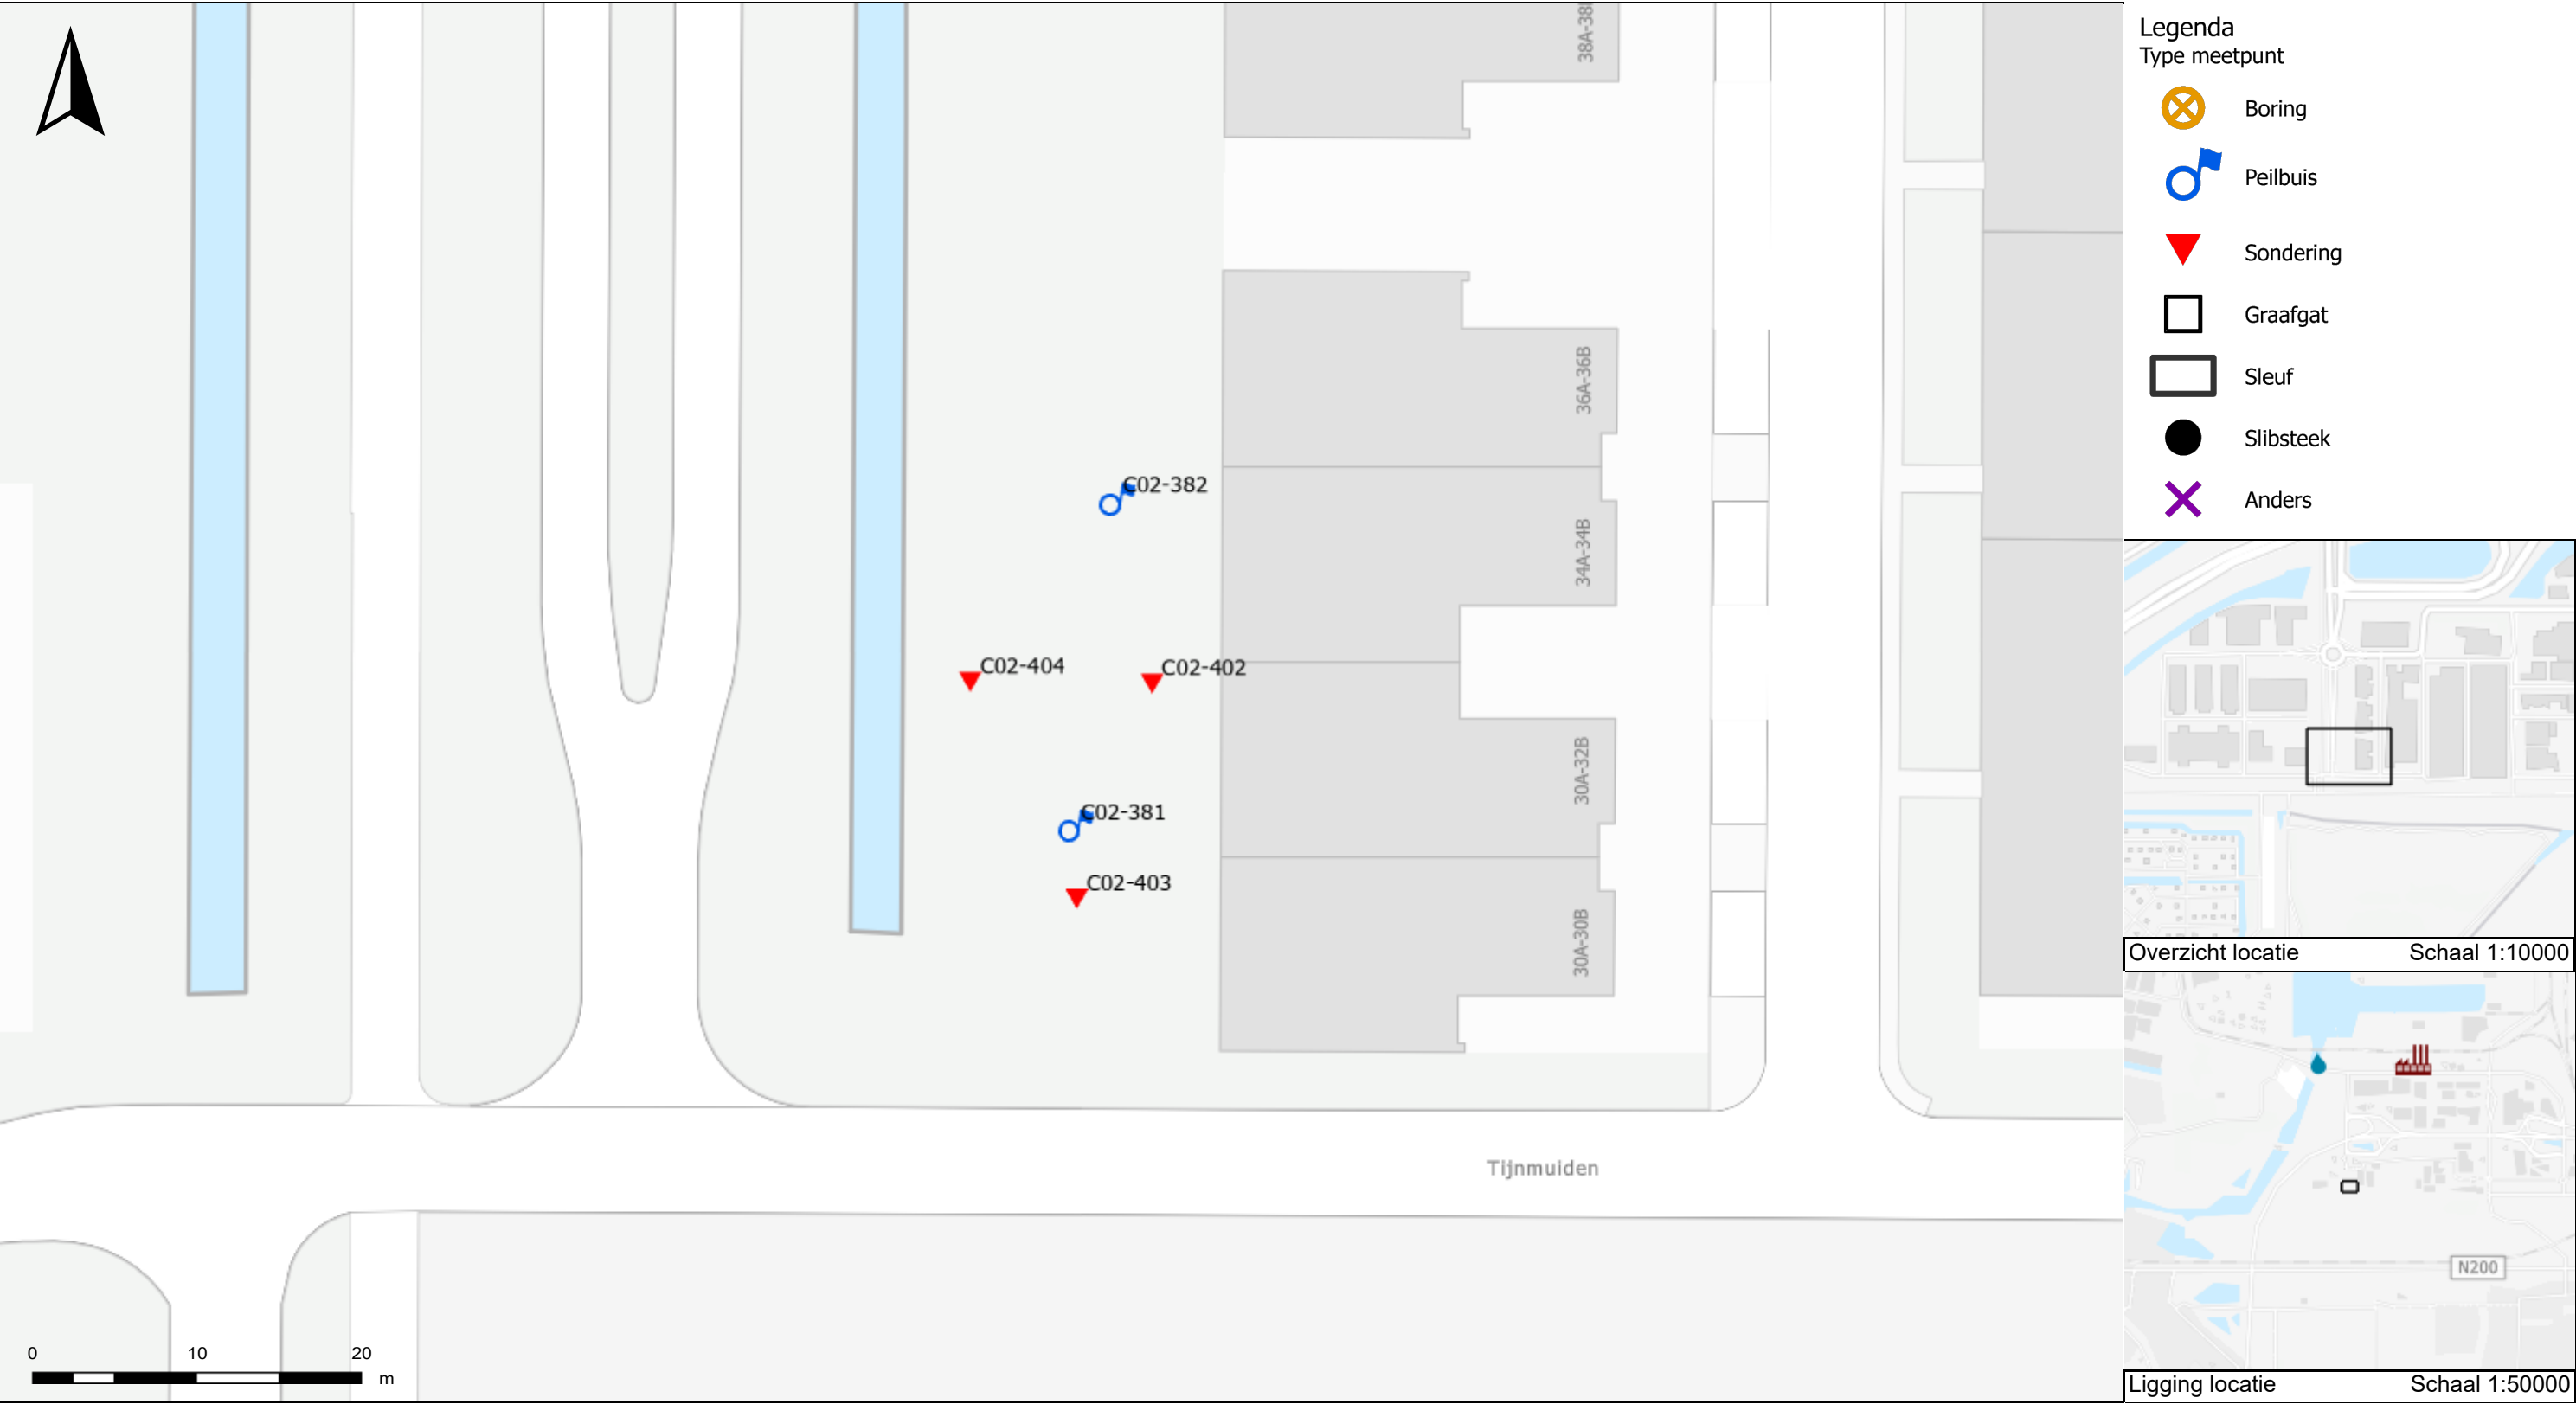 38A-38
36A-36B
C02-382
34A-34B
C02-404
C02-402
30A-32B
C02-381
C02-403
30A-30B
Tijnmuiden
0 10 20
m
Legenda
Type meetpunt
Boring
Peilbuis
Sondering
Graafgat
Sleuf
Slibsteek
Anders
Overzicht locatie Schaal 1:10000
N200
Ligging locatie Schaal 1:50000